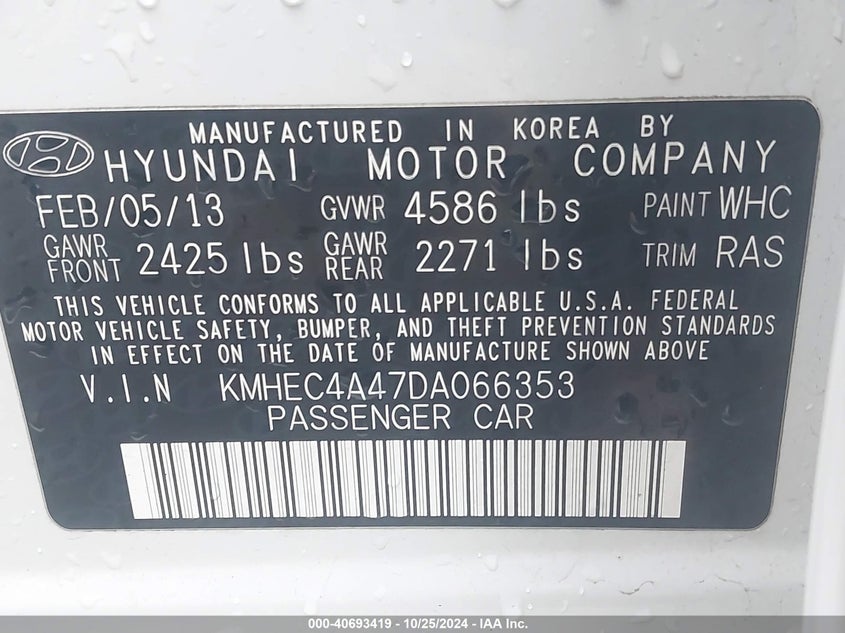 MANUFACTURED IN KOREA BY
HYUNDAI MOTOR COMPANY
FEB/05/13 GVWR 4586 lbs PAINT WHC
GAWR FRONT 2425 lbs GAWR REAR 2271 lbs TRIM RAS
THIS VEHICLE CONFORMS TO ALL APPLICABLE U.S.A. FEDERAL
MOTOR VEHICLE SAFETY, BUMPER, AND THEFT PREVENTION STANDARDS
IN EFFECT ON THE DATE OF MANUFACTURE SHOWN ABOVE
V.I.N KMHEC4A47DA066353
PASSENGER CAR
000-40693419 - 10/25/2024 - IAA Inc.